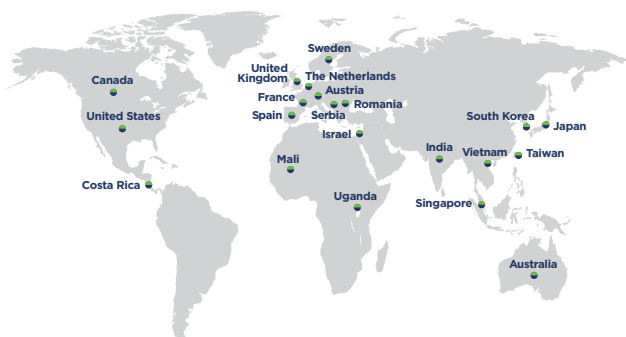 Sweden
United
Kingdom
The Netherlands
Canada
Austria
France
Romania
United States
Spain
Serbia
South Korea
Japan
Israel
India
Vietnam
Taiwan
Mali
Costa Rica
Uganda
Singapore
Australia